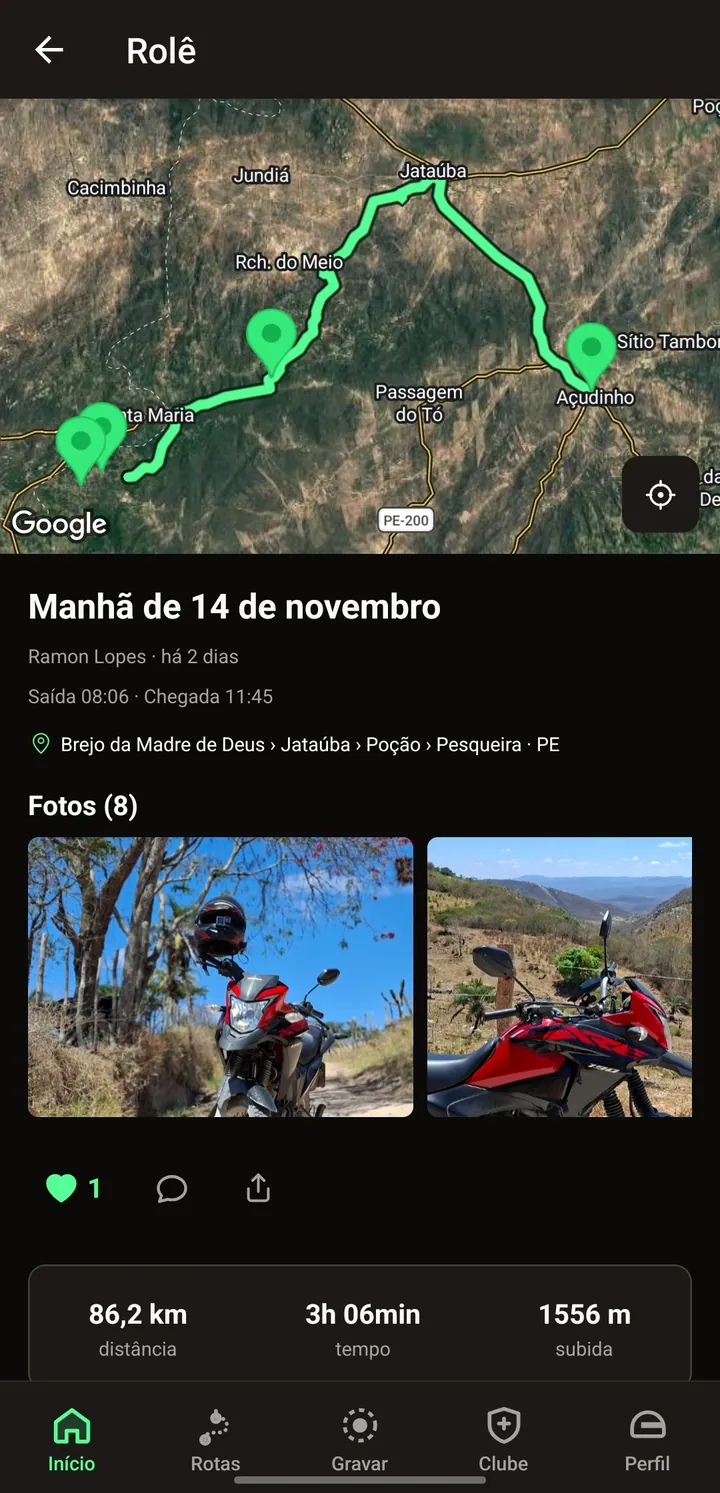 Rolê
Cacimbinha
Jundiá
Jataúba
Rch. do Meio
Sítio Tambor
Passagem
do Tó
Açudinho
ta Maria
PE-200
Google
Manhã de 14 de novembro
Ramon Lopes · há 2 dias
Saída 08:06 · Chegada 11:45
Brejo da Madre de Deus › Jataúba › Poção › Pesqueira · PE
Fotos (8)
1
86,2 km
distância
3h 06min
tempo
1556 m
subida
Início
Rotas
Gravar
Clube
Perfil